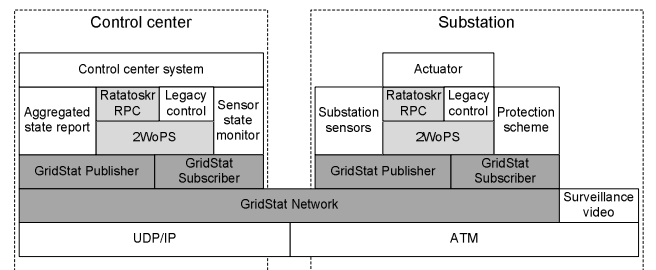 Control center
Substation
Control center system
Actuator
Aggregated
state report
Ratatoskr
RPC
Legacy
control
Sensor
state
monitor
2WoPS
Substation
sensors
Ratatoskr
RPC
Legacy
control
Protection
scheme
2WoPS
GridStat Publisher
GridStat
Subscriber
GridStat Publisher
GridStat
Subscriber
GridStat Network
Surveillance
video
UDP/IP
ATM